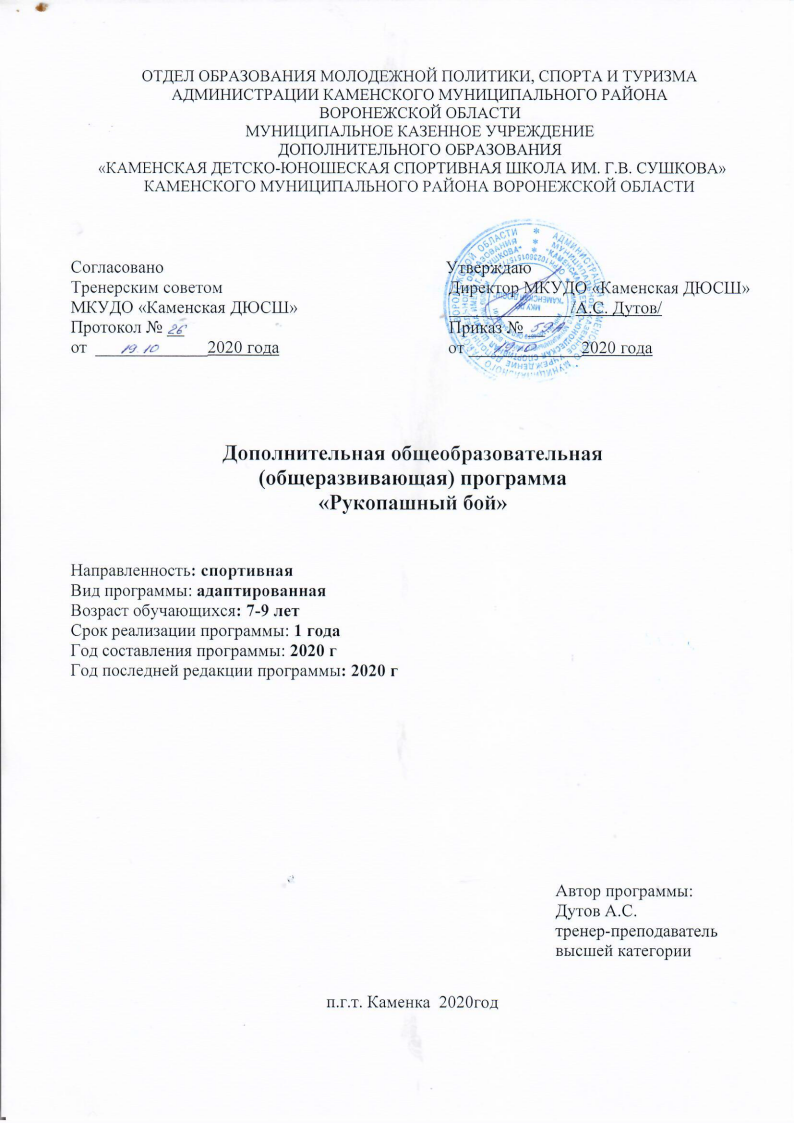 ОТДЕЛ ОБРАЗОВАНИЯ МОЛОДЕЖНОЙ ПОЛИТИКИ, СПОРТА И ТУРИЗМА
АДМИНИСТРАЦИИ КАМЕНСКОГО МУНИЦИПАЛЬНОГО РАЙОНА
ВОРОНЕЖСКОЙ ОБЛАСТИ
МУНИЦИПАЛЬНОЕ КАЗЕННОЕ УЧРЕЖДЕНИЕ
ДОПОЛНИТЕЛЬНОГО ОБРАЗОВАНИЯ
«КАМЕНСКАЯ ДЕТСКО-ЮНОШЕСКАЯ СПОРТИВНАЯ ШКОЛА ИМ. Г.В. СУШКОВА»
КАМЕНСКОГО МУНИЦИПАЛЬНОГО РАЙОНА ВОРОНЕЖСКОЙ ОБЛАСТИ
Согласовано Утверждаю
Тренерским советом Директор МКУДО «Каменская ДЮСШ»
МКУДО «Каменская ДЮСШ» /А.С. Дутов/
Протокол № 26 Приказ №
от 19.10 2020 года от 19.10 2020 года
Дополнительная общеобразовательная
(общеразвивающая) программа
«Рукопашный бой»
Направленность: спортивная
Вид программы: адаптированная
Возраст обучающихся: 7-9 лет
Срок реализации программы: 1 года
Год составления программы: 2020 г
Год последней редакции программы: 2020 г
Автор программы:
Дутов А.С.
тренер-преподаватель
высшей категории
п.г.т. Каменка 2020год